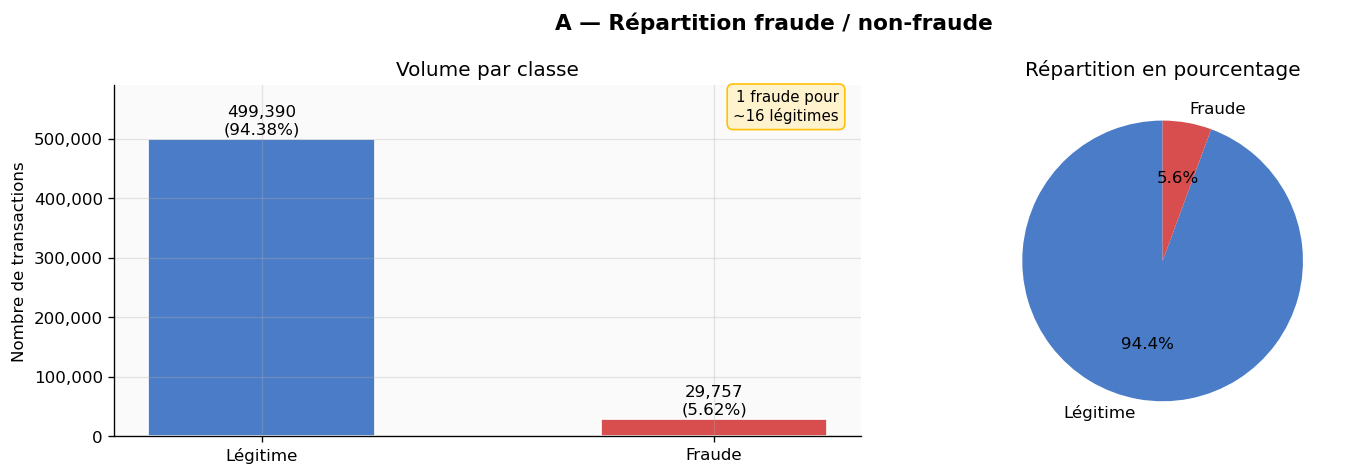 A — Répartition fraude / non-fraude
Volume par classe
Nombre de transactions
500,000
400,000
300,000
200,000
100,000
0
499,390
(94.38%)
29,757
(5.62%)
1 fraude pour
~16 légitimes
Légitime
Fraude
Répartition en pourcentage
Fraude
5.6%
94.4%
Légitime